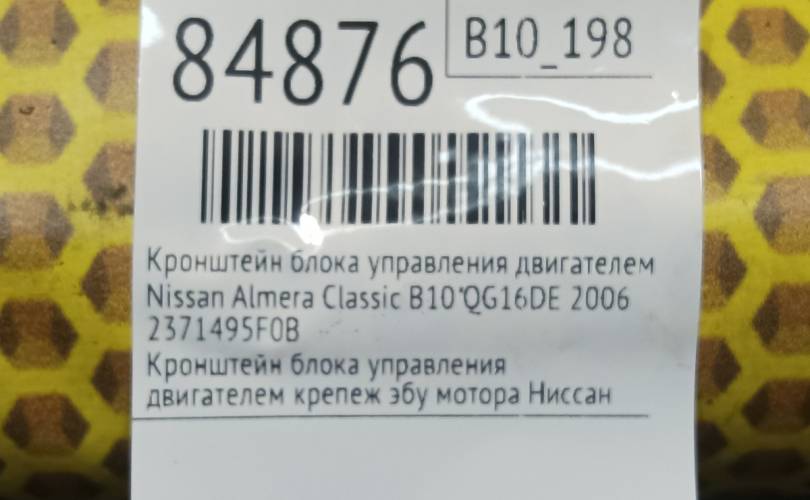 84876
B10_198
Кронштейн блока управления двигателем
Nissan Almera Classic B10 QG16DE 2006
2371495F0B
Кронштейн блока управления
двигателем крепеж эбу мотора Ниссан